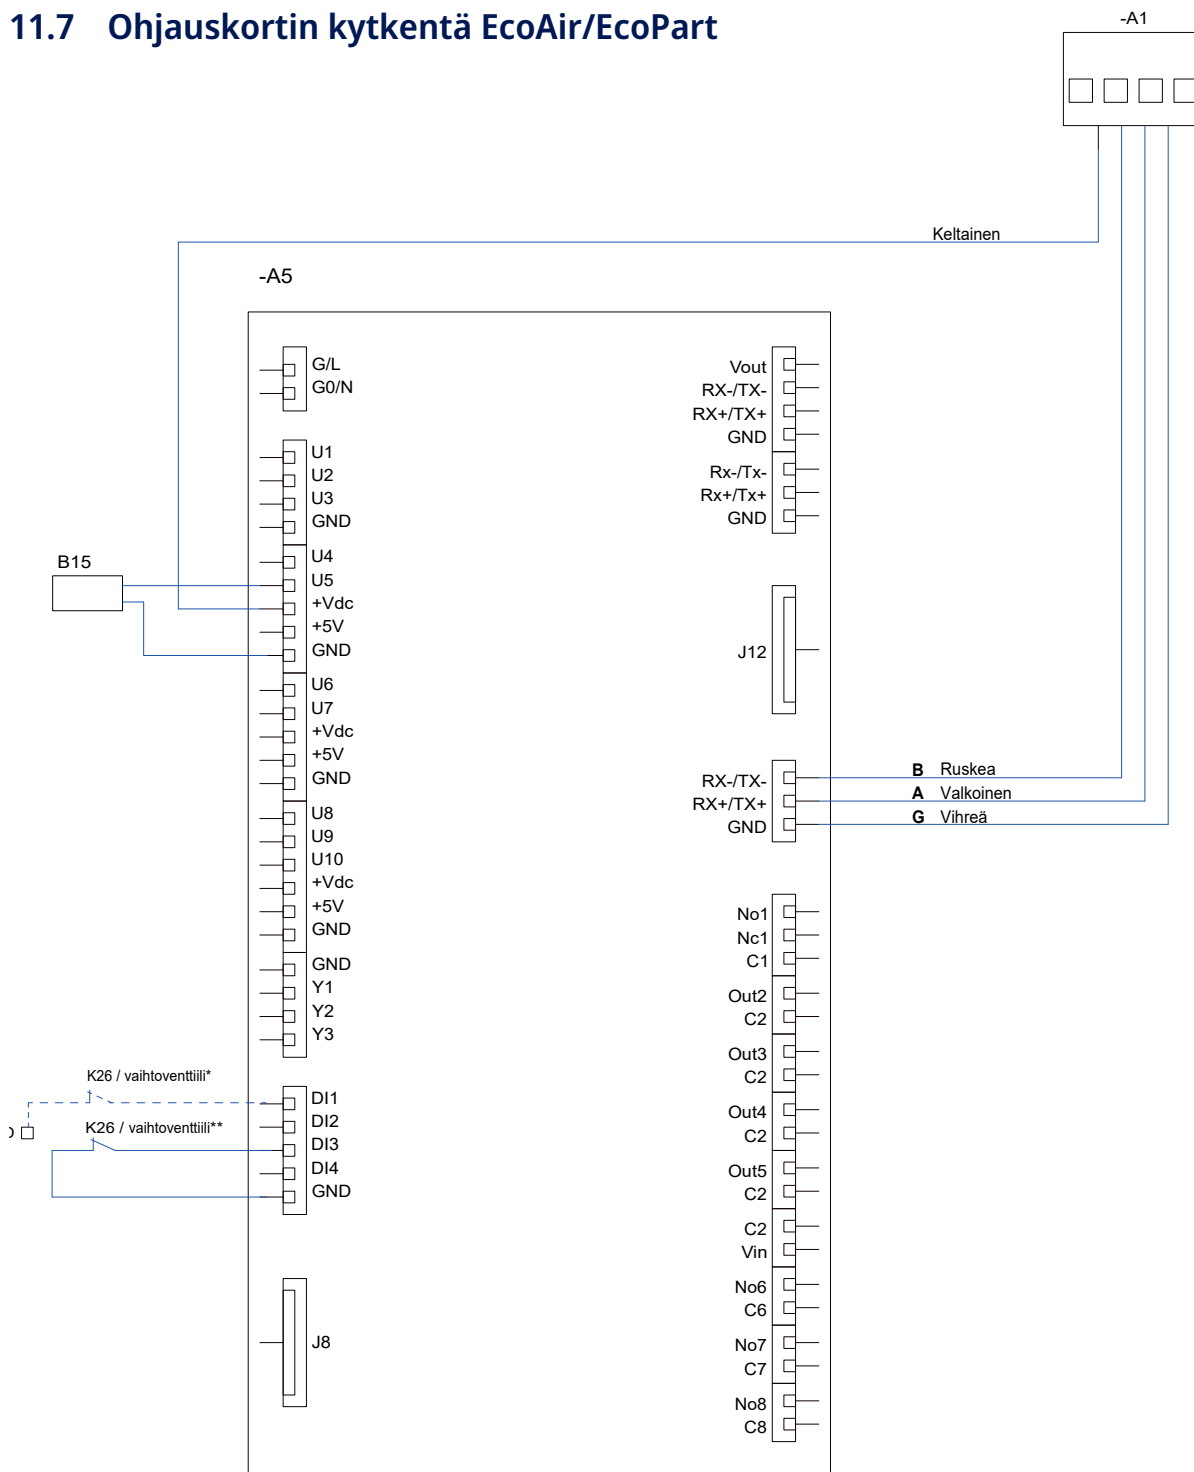 11.7 Ohjauskortin kytkentä EcoAir/EcoPart
-A1
Keltainen
-A5
G/L
G0/N
U1
U2
U3
GND
U4
U5
+Vdc
+5V
GND
U6
U7
+Vdc
+5V
GND
U8
U9
U10
+Vdc
+5V
GND
GND
Y1
Y2
Y3
DI1
DI2
DI3
DI4
GND
J8
B15
K26 / vaihtoventtiili*
K26 / vaihtoventtiili**
Vout
RX-/TX-
RX+/TX+
GND
Rx-/Tx-
Rx+/Tx+
GND
J12
RX-/TX-
RX+/TX+
GND
B Ruskea
A Valkoinen
G Vihreä
No1
Nc1
C1
Out2
C2
Out3
C2
Out4
C2
Out5
C2
C2
Vin
No6
C6
No7
C7
No8
C8